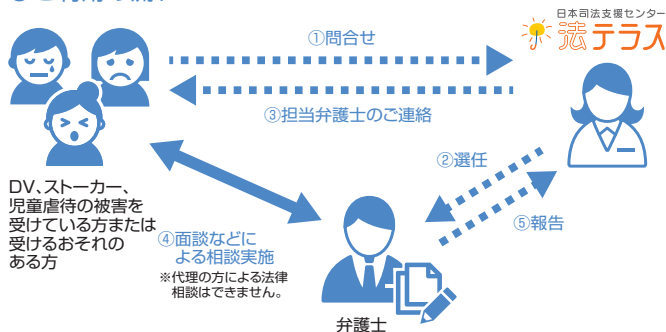 日本司法支援センター
法テラス
①問合せ
③担当弁護士のご連絡
②選任
⑤報告
DV、ストーカー、
児童虐待の被害を
受けている方または
受けるおそれの
ある方
④面談などに
よる相談実施
※代理の方による法律
相談はできません。
弁護士